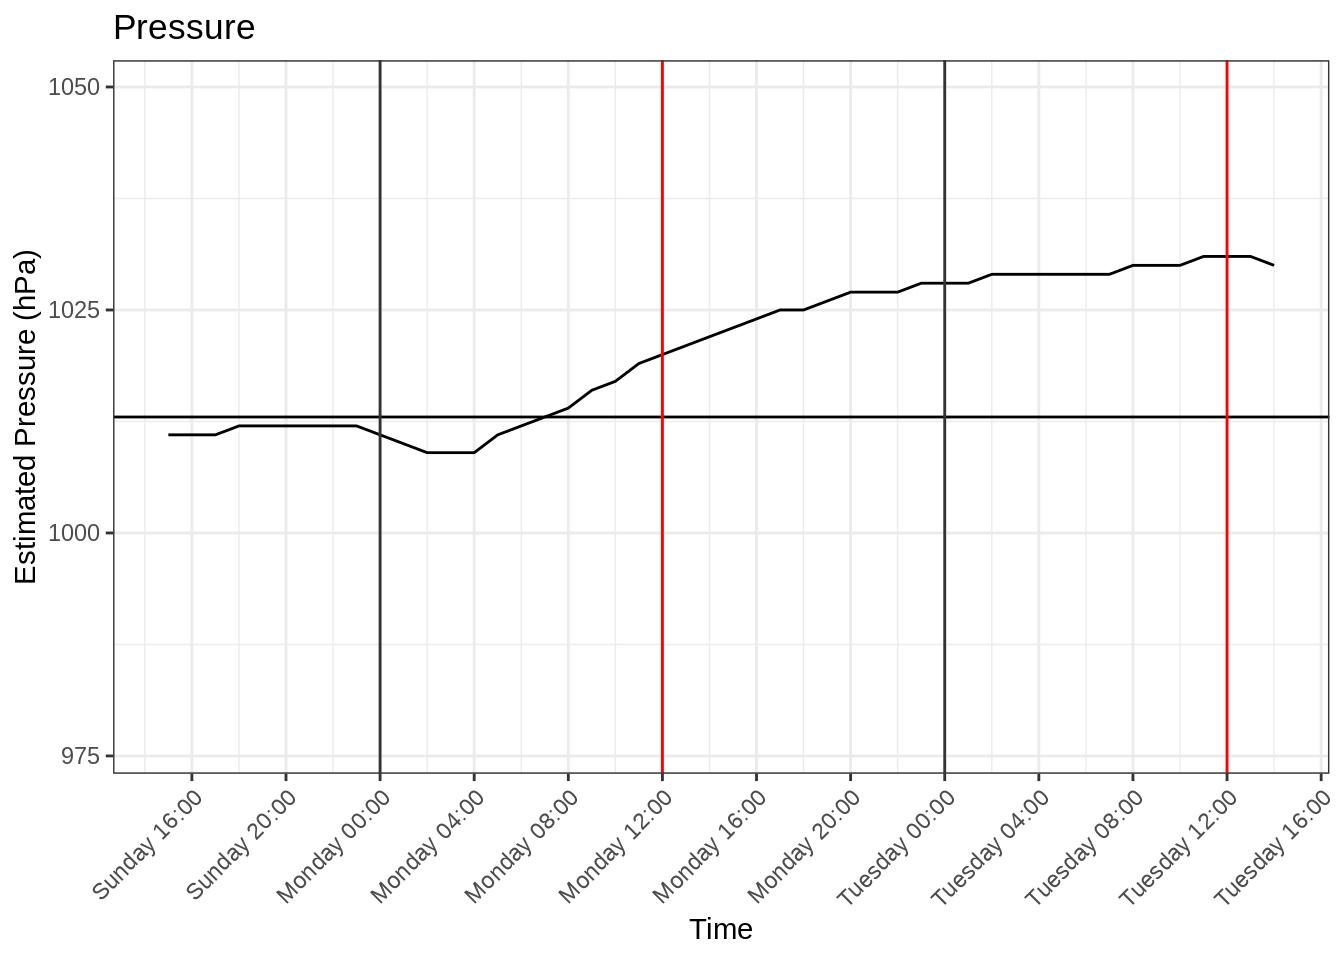 Pressure
Estimated Pressure (hPa)
1050
1025
1000
975
Sunday 16:00
Sunday 20:00
Monday 00:00
Monday 04:00
Monday 08:00
Monday 12:00
Monday 16:00
Monday 20:00
Tuesday 00:00
Tuesday 04:00
Tuesday 08:00
Tuesday 12:00
Tuesday 16:00
Time